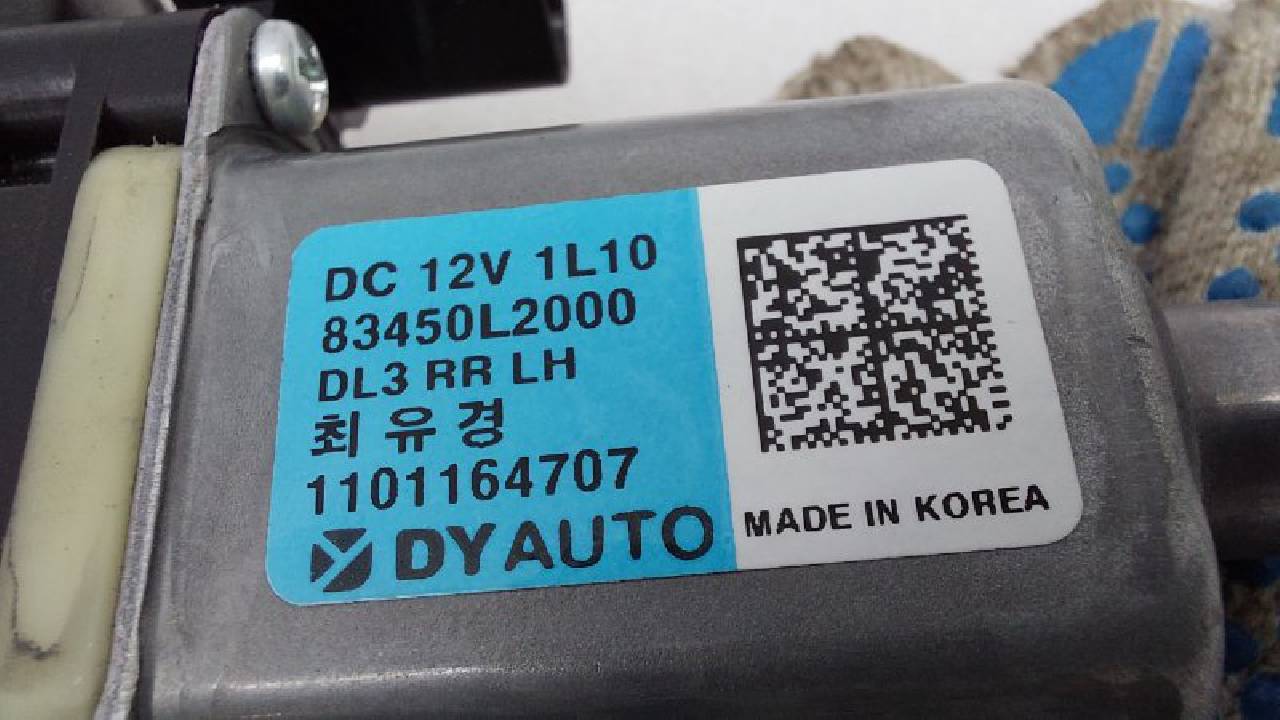 DC 12V 1L10
83450L2000
DL3 RR LH
최유경
1101164707
DYAUTO
MADE IN KOREA